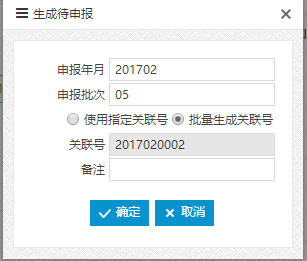 生成待申报
申报年月 201702
申报批次 05
使用指定关联号 批量生成关联号
关联号 2017020002
备注
确定 取消